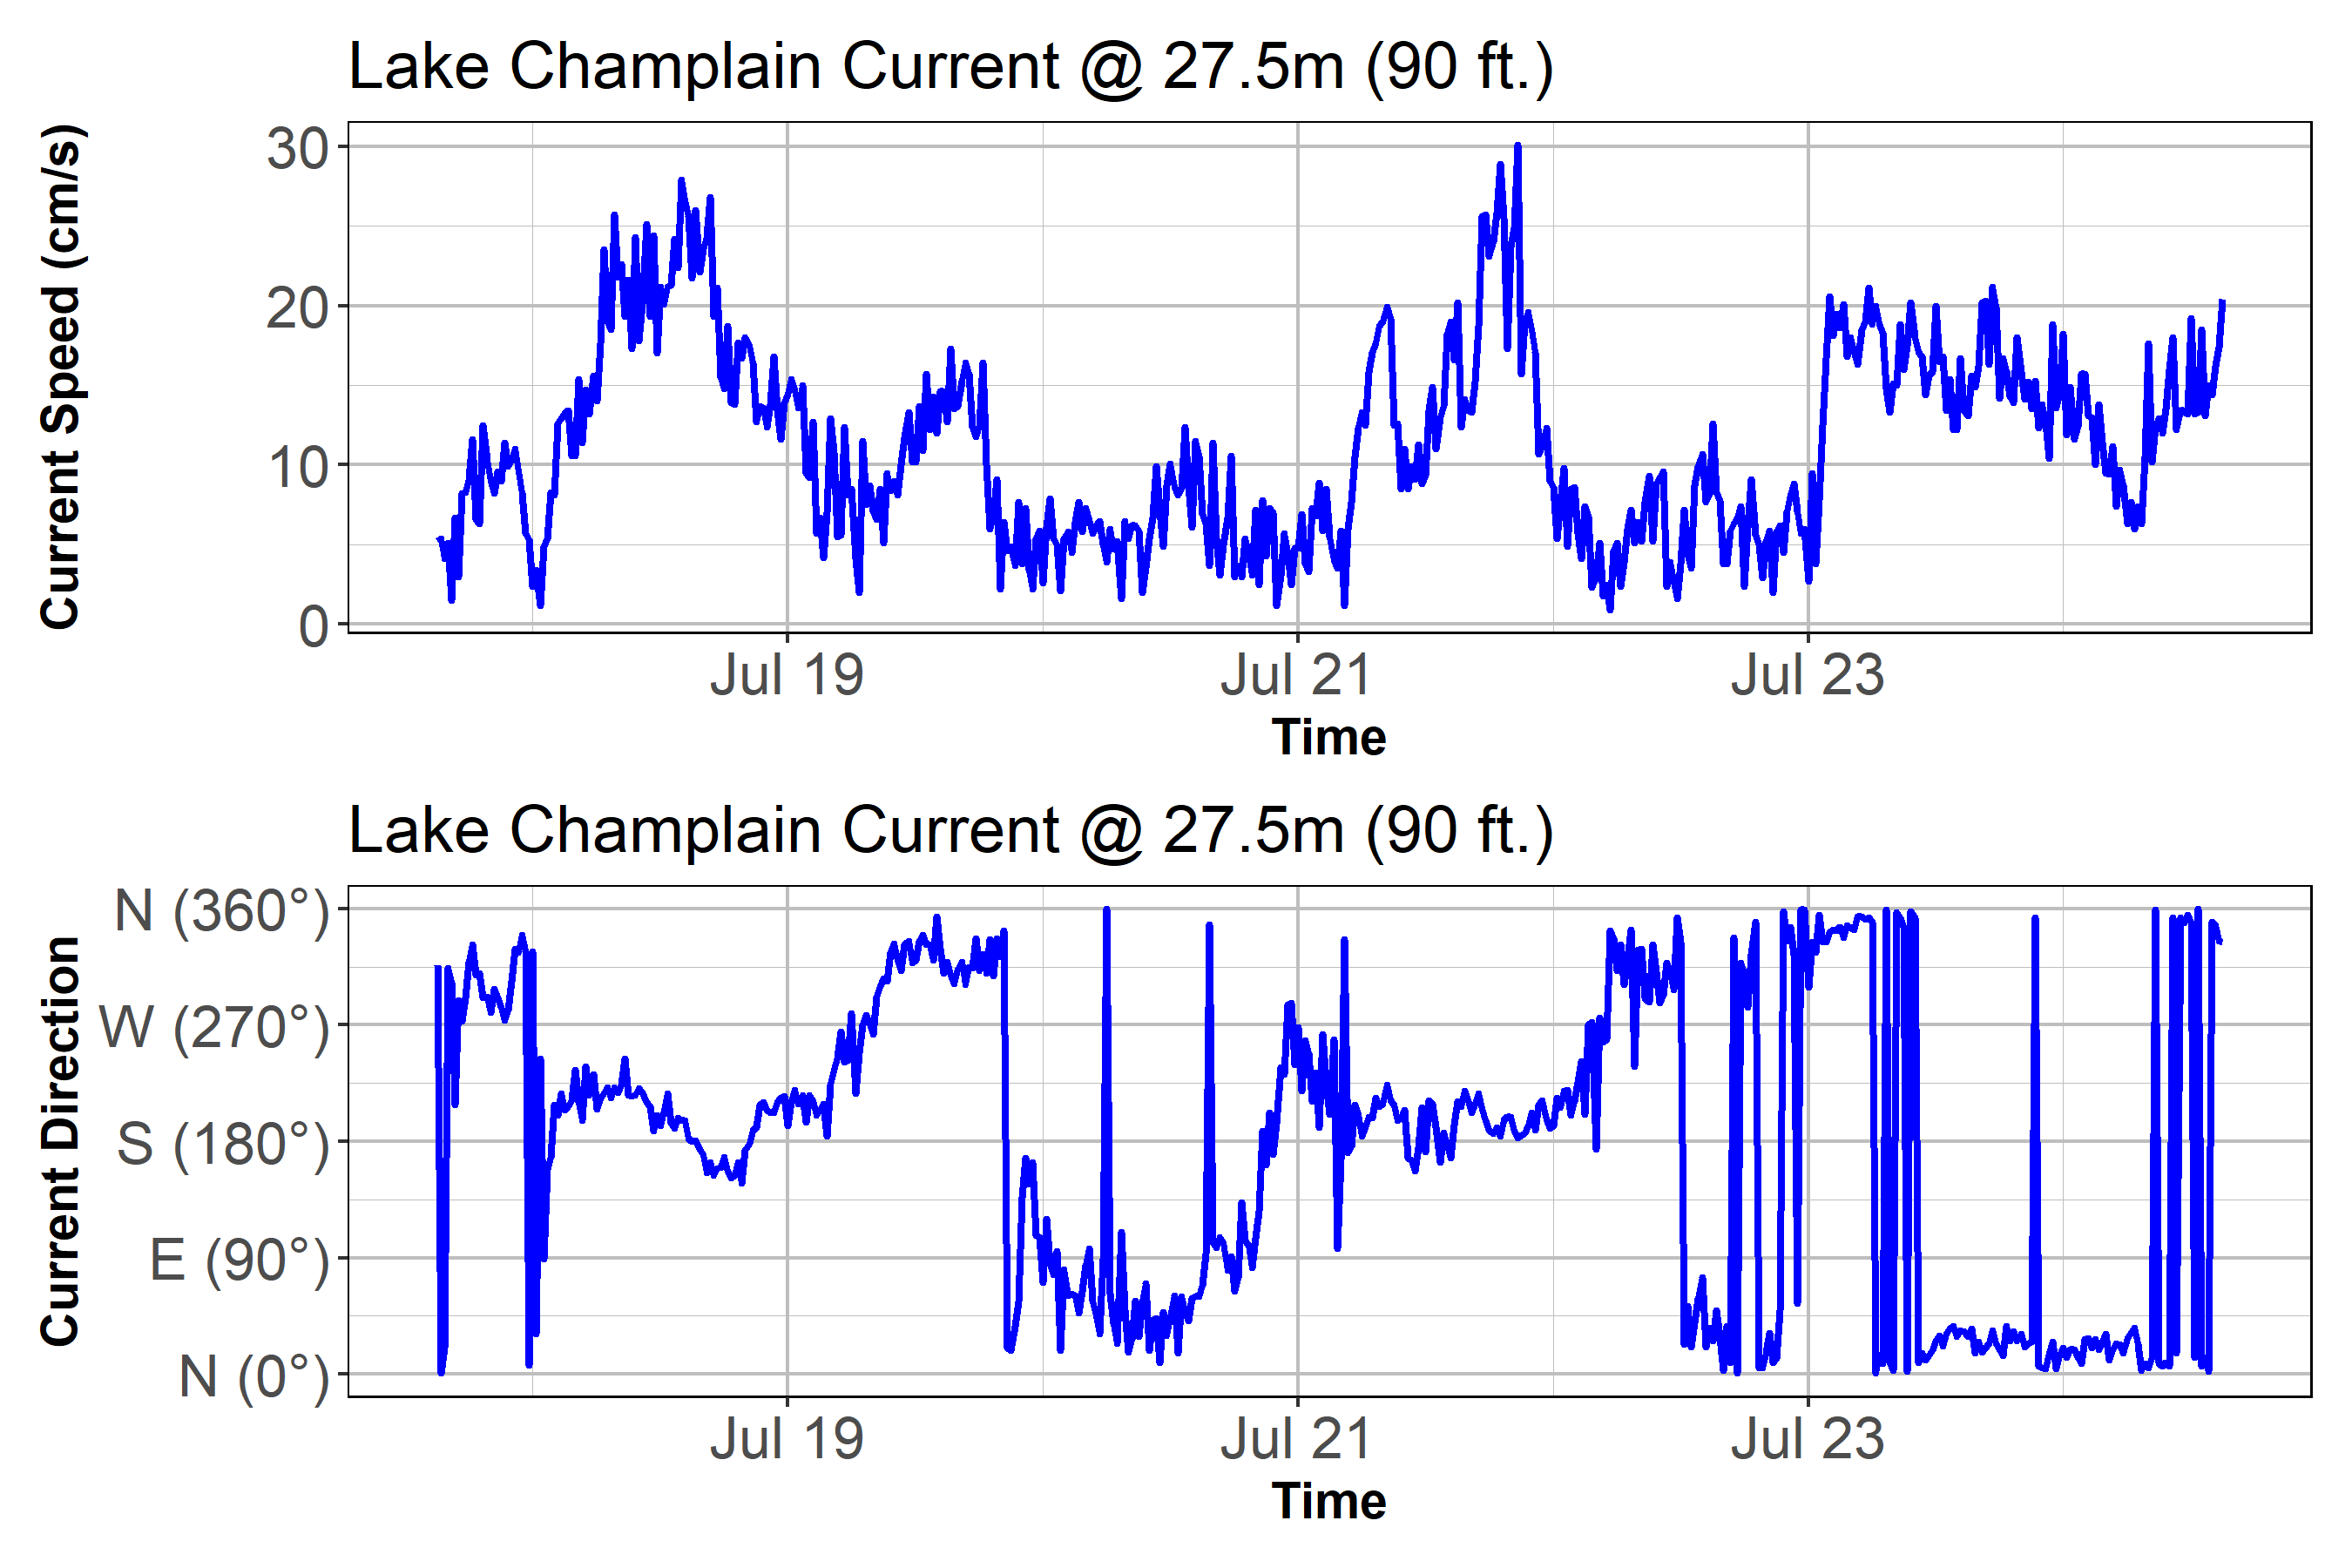 Lake Champlain Current @ 27.5m (90 ft.)
Current Speed (cm/s)
30
20
10
0
Jul 19
Jul 21
Jul 23
Time
Lake Champlain Current @ 27.5m (90 ft.)
Current Direction
N (360°)
W (270°)
S (180°)
E (90°)
N (0°)
Jul 19
Jul 21
Jul 23
Time